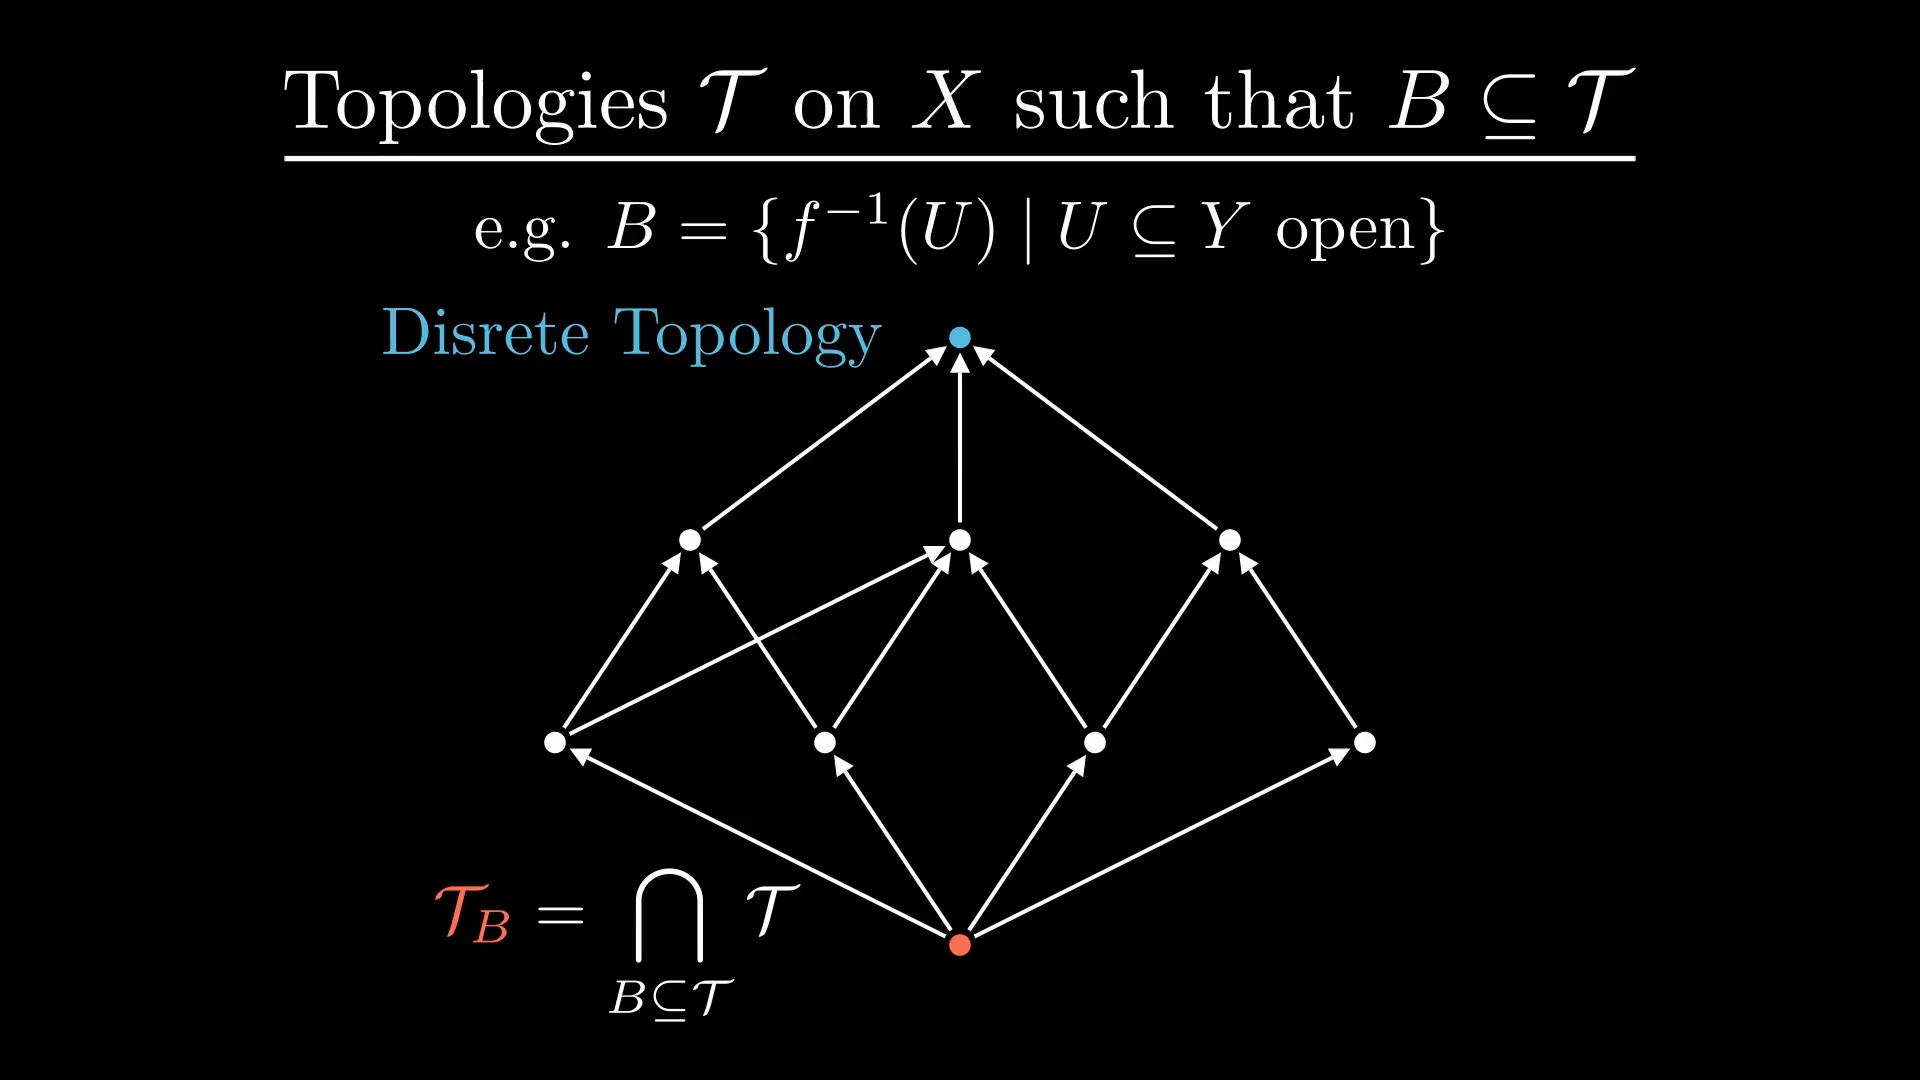 Topologies 𝒯 on X such that B ⊆ 𝒯
e.g. B = {f⁻¹(U) | U ⊆ Y open}
Disrete Topology
𝒯_B = ⋂_{B⊆𝒯} 𝒯